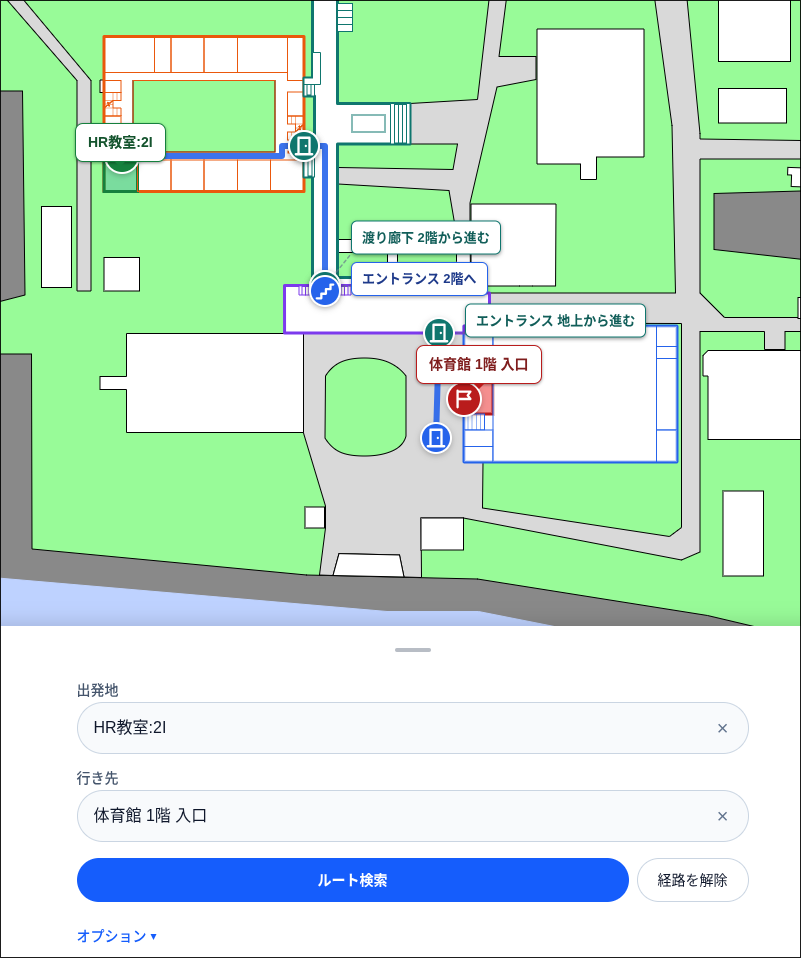 HR教室:2I
渡り廊下 2階から進む
エントランス 2階へ
エントランス 地上から進む
体育館 1階 入口
出発地
HR教室:2I
×
行き先
体育館 1階 入口
×
ルート検索
経路を解除
オプション ▾